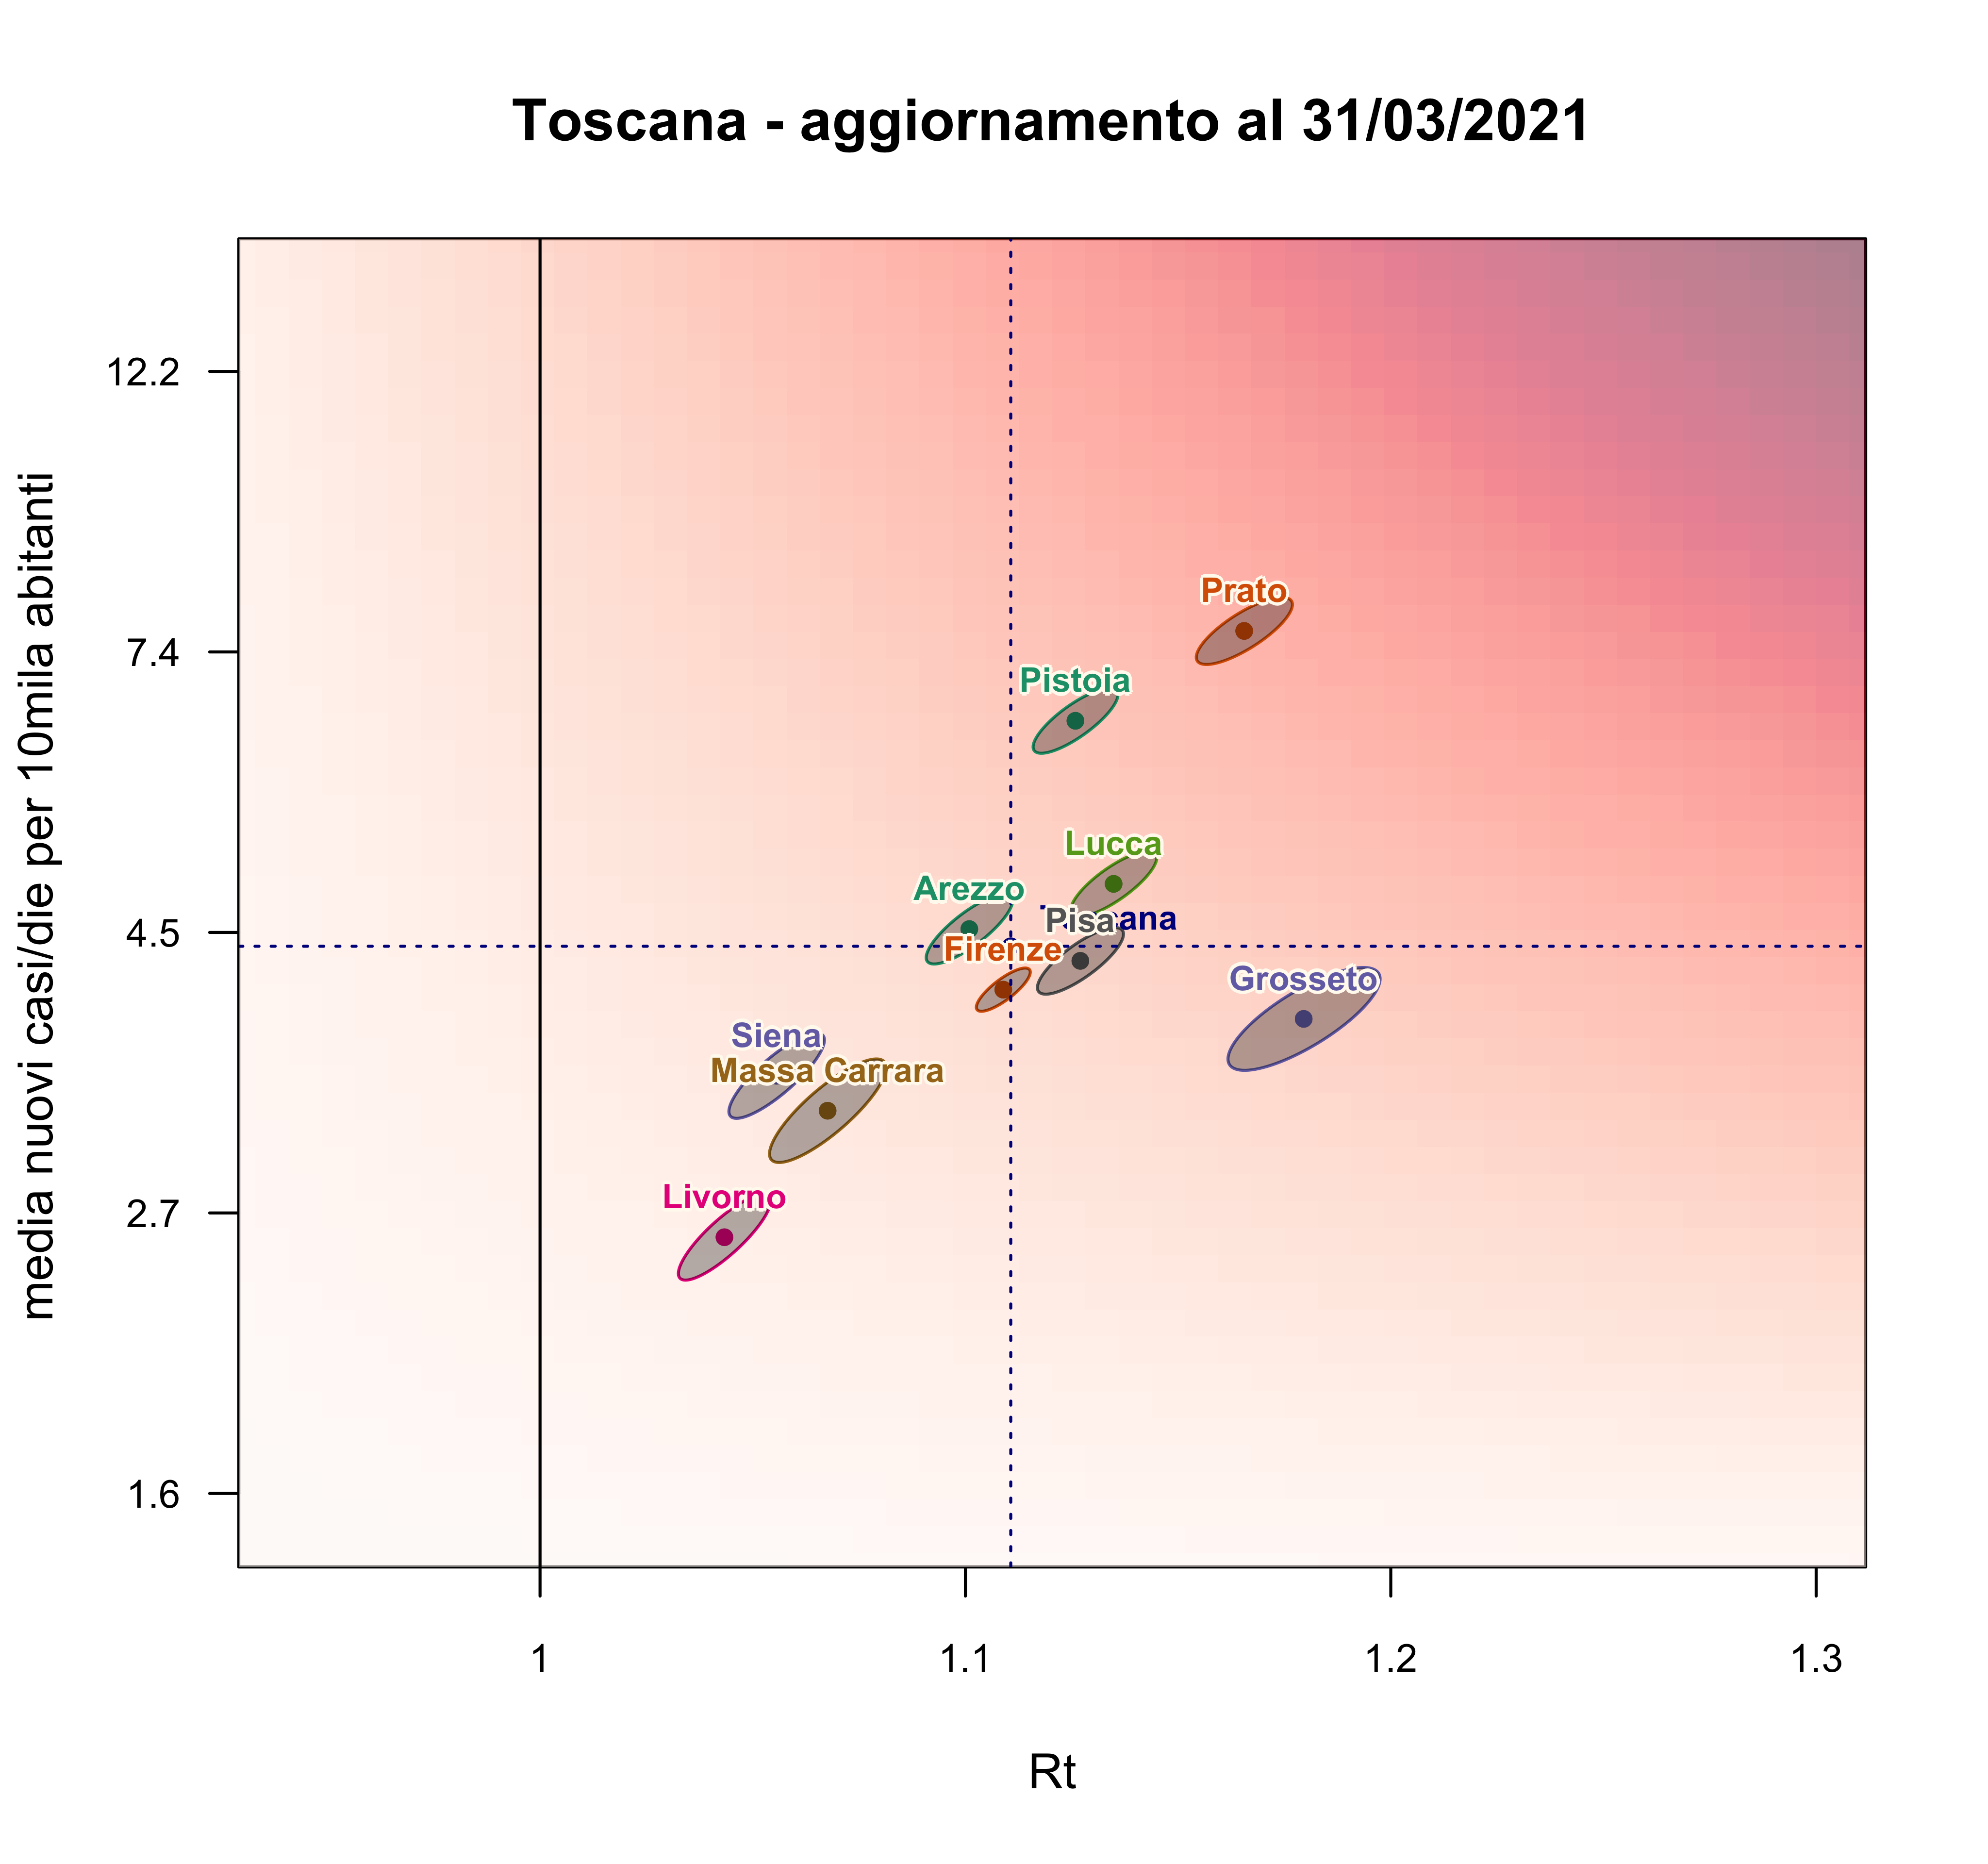 Toscana - aggiornamento al 31/03/2021
media nuovi casi/die per 10mila abitanti
12.2
7.4
4.5
2.7
1.6
Prato
Pistoia
Lucca
Arezzo
Toscana
Pisa
Firenze
Grosseto
Siena
Massa Carrara
Livorno
1 1.1 1.2 1.3
Rt